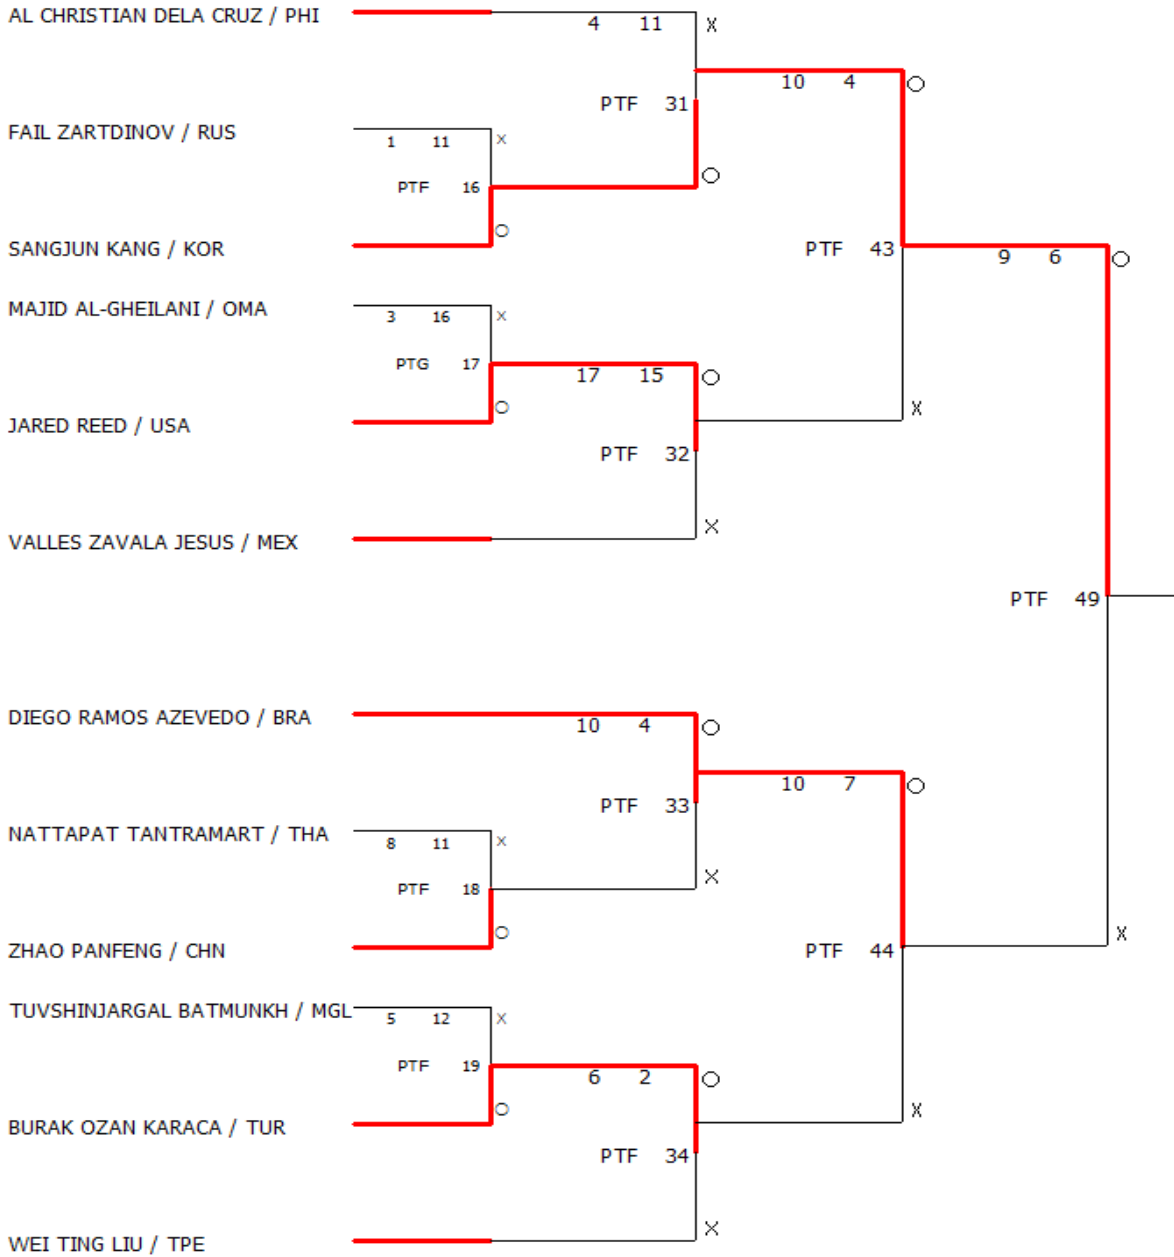 AL CHRISTIAN DELA CRUZ / PHI
4 11 X
10 4 O
PTF 31
FAIL ZARTDINOV / RUS
1 11 X
O
PTF 16
O
SANGJUN KANG / KOR
PTF 43
9 6 O
MAJID AL-GHEILANI / OMA
3 16 X
PTG 17
17 15 O
O
X
JARED REED / USA
PTF 32
X
VALLES ZAVALA JESUS / MEX
PTF 49
DIEGO RAMOS AZEVEDO / BRA
10 4 O
10 7 O
PTF 33
NATTAPAT TANTRAMART / THA
8 11 X
X
PTF 18
O
X
ZHAO PANFENG / CHN
PTF 44
TUVSHINJARGAL BATMUNKH / MGL
5 12 X
PTF 19
6 2 O
O
X
BURAK OZAN KARACA / TUR
PTF 34
X
WEI TING LIU / TPE